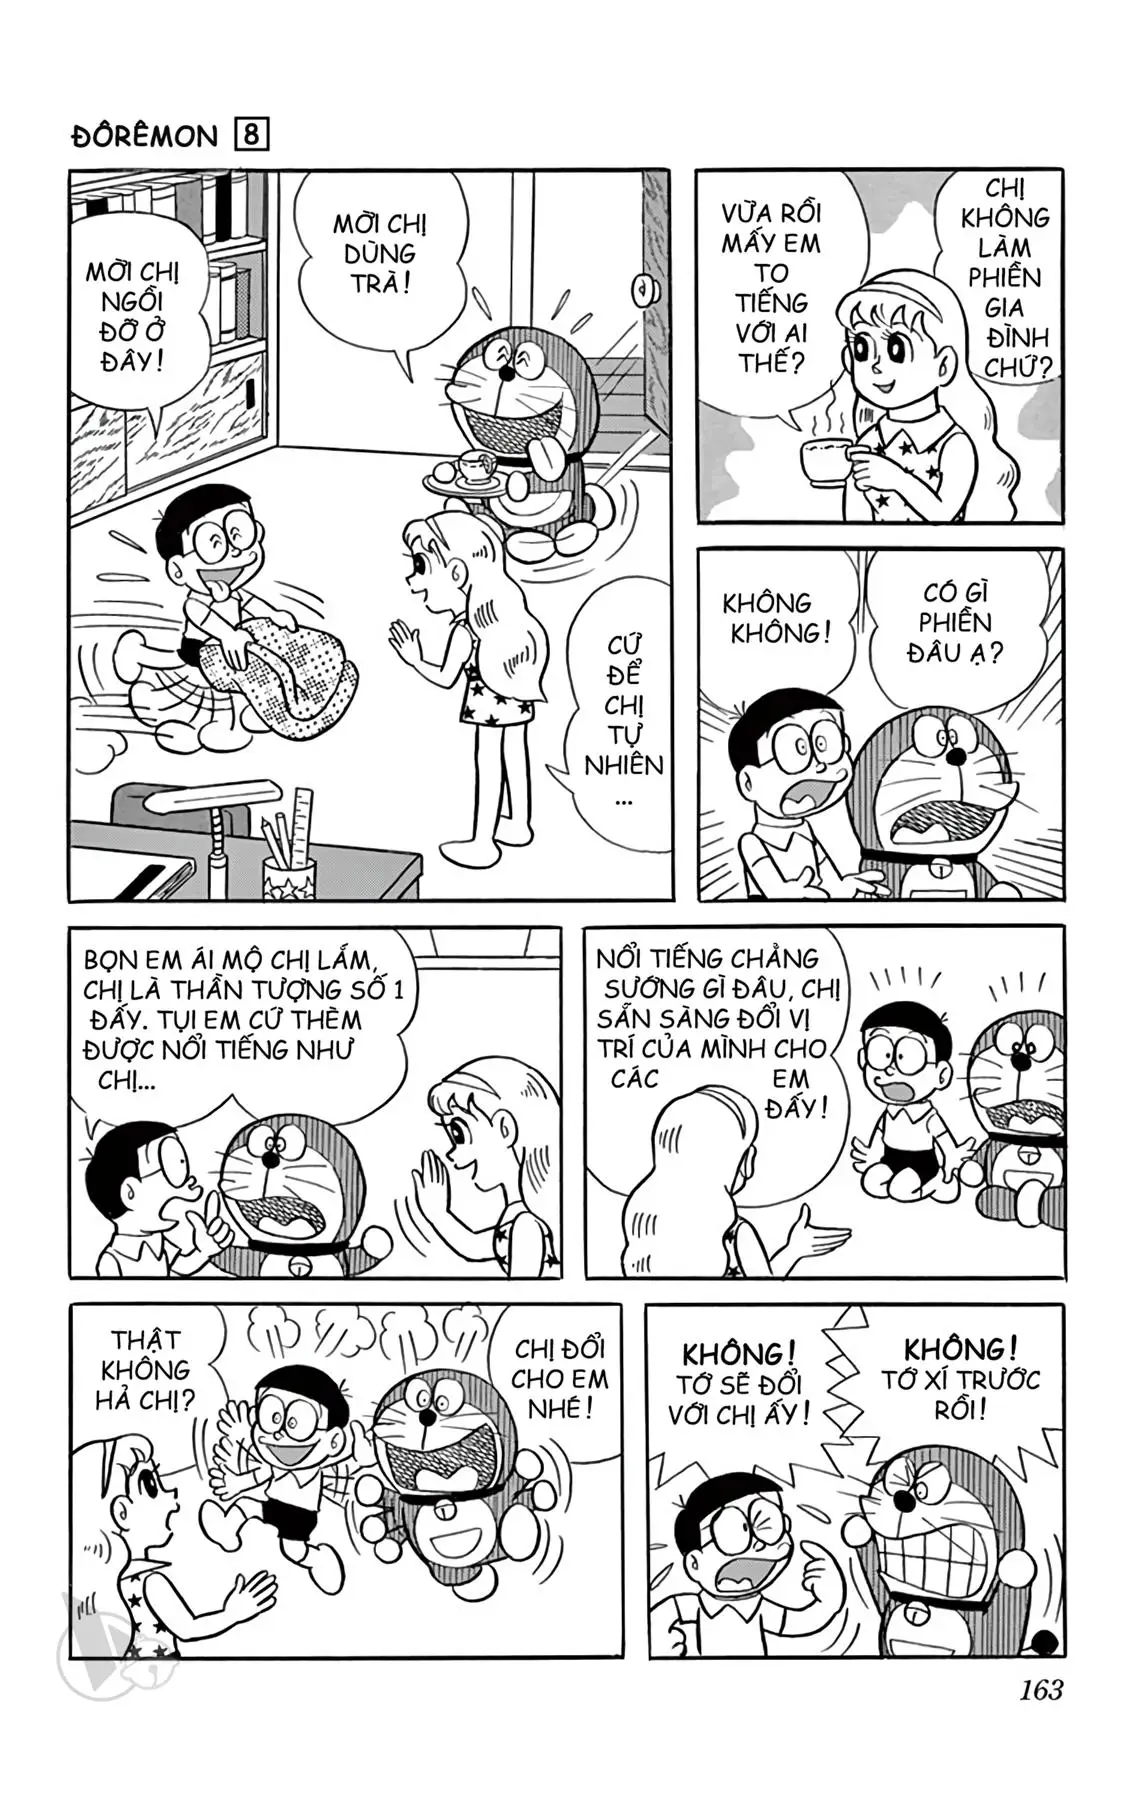 ĐÔRÊMON 8
MỜI CHỊ
NGỒI
ĐỠ Ở
ĐÂY!
MỜI CHỊ
DÙNG
TRÀ!
CỨ
ĐỂ
CHỊ
TỰ
NHIÊN
...
VỪA RỒI
MẤY EM
TO
TIẾNG
VỚI AI
THẾ?
CHỊ
KHÔNG
LÀM
PHIỀN
GIA
ĐÌNH
CHỨ?
KHÔNG
KHÔNG!
CÓ GÌ
PHIỀN
ĐÂU Ạ?
BỌN EM ÁI MỘ CHỊ LẮM,
CHỊ LÀ THẦN TƯỢNG SỐ 1
ĐẤY. TỤI EM CỨ THÈM
ĐƯỢC NỔI TIẾNG NHƯ
CHỊ...
NỔI TIẾNG CHẲNG
SƯỚNG GÌ ĐÂU, CHỊ
SẴN SÀNG ĐỔI VỊ
TRÍ CỦA MÌNH CHO
CÁC EM
ĐẤY!
THẬT
KHÔNG
HẢ CHỊ?
CHỊ ĐỔI
CHO EM
NHÉ!
KHÔNG!
TỚ SẼ ĐỔI
VỚI CHỊ ẤY!
KHÔNG!
TỚ XÍ TRƯỚC
RỒI!
163